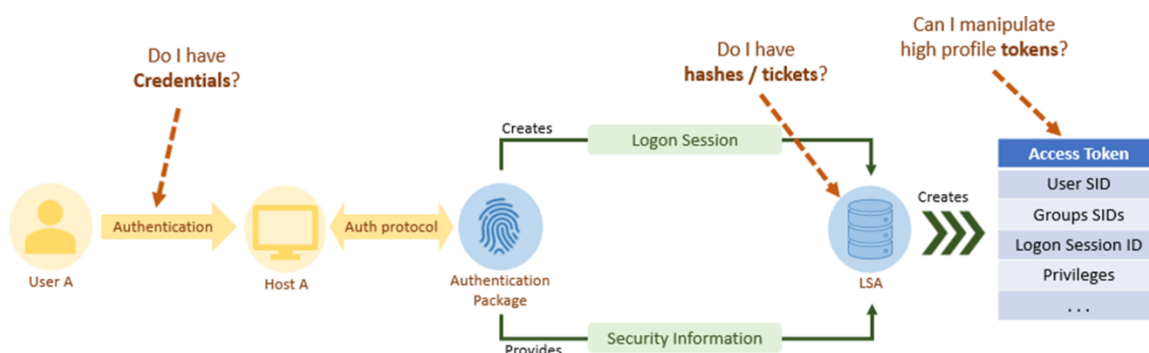 Do I have
Credentials?
Do I have
hashes / tickets?
Can I manipulate
high profile tokens?
Creates
Logon Session
Authentication
Auth protocol
User A
Host A
Authentication
Package
LSA
Creates
Provides
Security Information
Access Token
User SID
Groups SIDs
Logon Session ID
Privileges
. . .